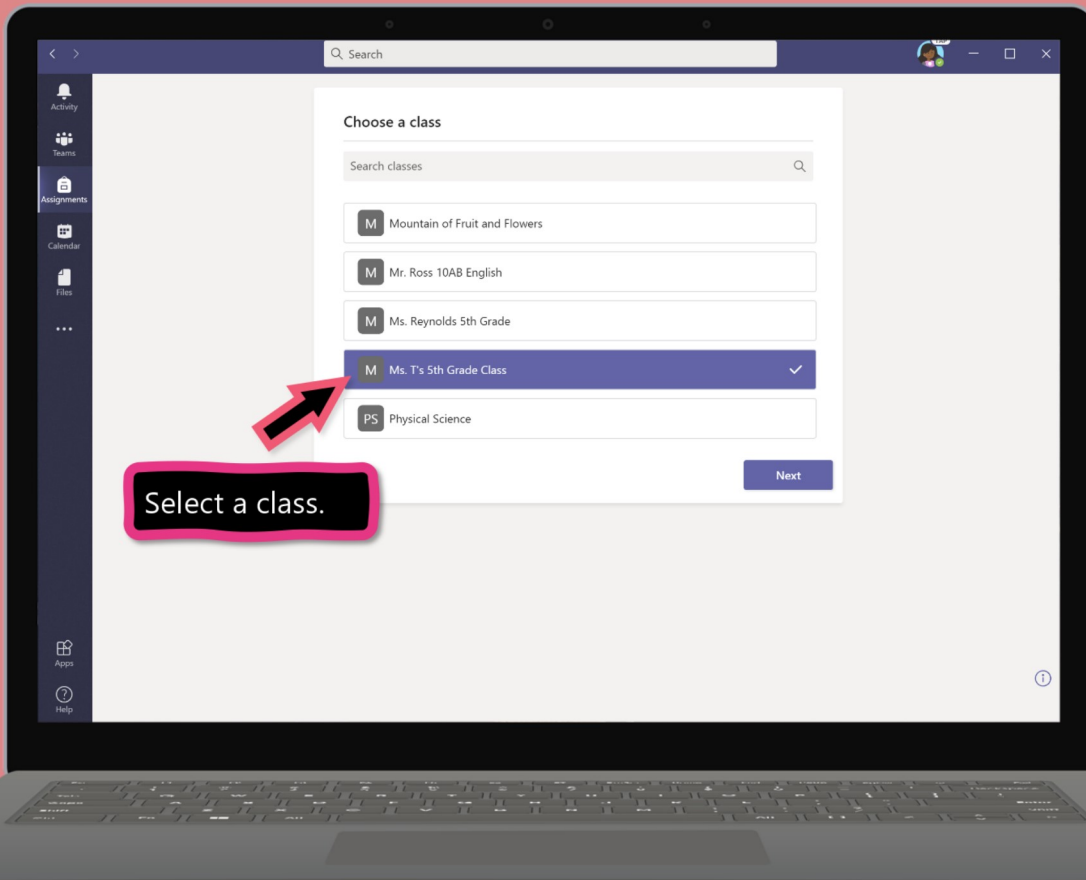 Search
Activity
Teams
Assignments
Calendar
Files
Choose a class
Search classes
M Mountain of Fruit and Flowers
M Mr. Ross 10AB English
M Ms. Reynolds 5th Grade
M Ms. T's 5th Grade Class
PS Physical Science
Next
Select a class.
Apps
Help